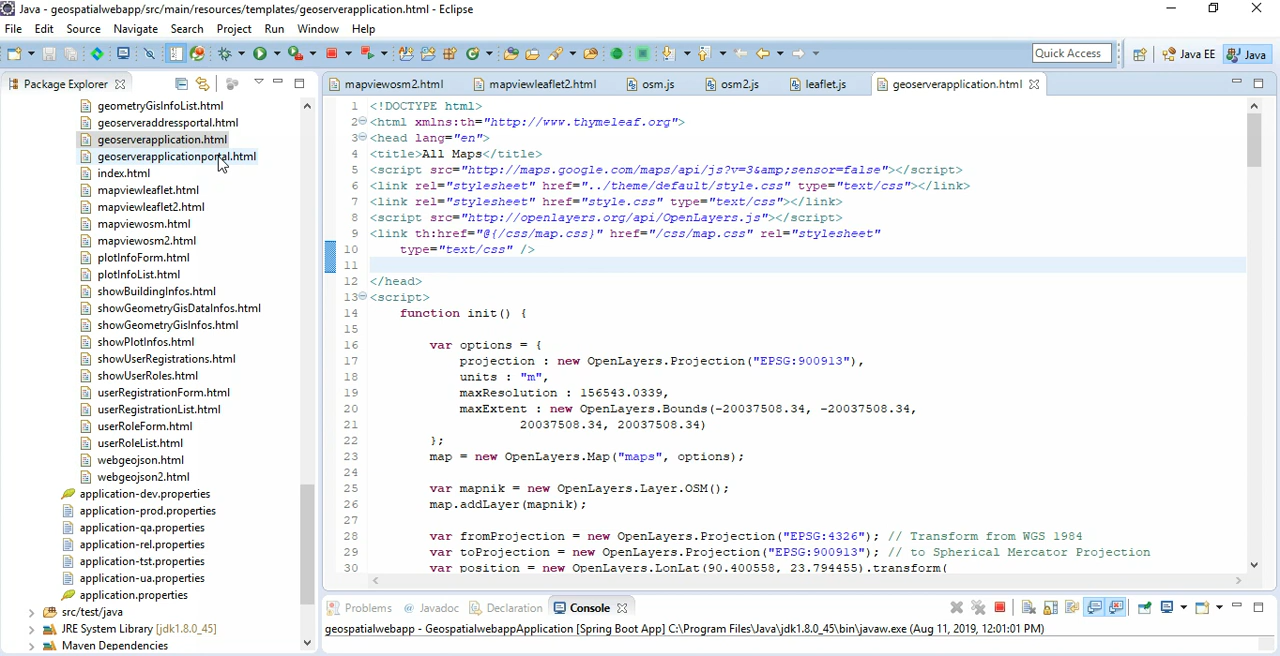 Java - geospatialwebapp/src/main/resources/templates/geoserverapplication.html - Eclipse
File Edit Source Navigate Search Project Run Window Help
Quick Access Java EE Java
Package Explorer
geometryGisInfoList.html
geoserveraddressportal.html
geoserverapplication.html
geoserverapplicationportal.html
index.html
mapviewleaflet.html
mapviewleaflet2.html
mapviewosm.html
mapviewosm2.html
plotInfoForm.html
plotInfoList.html
showBuildingInfos.html
showGeometryGisDataInfos.html
showGeometryGisInfos.html
showPlotInfos.html
showUserRegistrations.html
showUserRoles.html
userRegistrationForm.html
userRegistrationList.html
userRoleForm.html
userRoleList.html
webgeojson.html
webgeojson2.html
application-dev.properties
application-prod.properties
application-qa.properties
application-rel.properties
application-tst.properties
application-ua.properties
application.properties
src/test/java
JRE System Library [jdk1.8.0_45]
Maven Dependencies
mapviewosm2.html mapviewleaflet2.html osm.js osm2.js leaflet.js geoserverapplication.html
1 <!DOCTYPE html>
2 <html xmlns:th="http://www.thymeleaf.org">
3 <head lang="en">
4 <title>All Maps</title>
5 <script src="http://maps.google.com/maps/api/js?v=3&amp;sensor=false"></script>
6 <link rel="stylesheet" href="../theme/default/style.css" type="text/css"></link>
7 <link rel="stylesheet" href="style.css" type="text/css"></link>
8 <script src="http://openlayers.org/api/OpenLayers.js"></script>
9 <link th:href="@{/css/map.css}" href="/css/map.css" rel="stylesheet"
10 type="text/css" />
11
12 </head>
13 <script>
14 function init() {
15
16 var options = {
17 projection : new OpenLayers.Projection("EPSG:900913"),
18 units : "m",
19 maxResolution : 156543.0339,
20 maxExtent : new OpenLayers.Bounds(-20037508.34, -20037508.34,
21 20037508.34, 20037508.34)
22 };
23 map = new OpenLayers.Map("maps", options);
24
25 var mapnik = new OpenLayers.Layer.OSM();
26 map.addLayer(mapnik);
27
28 var fromProjection = new OpenLayers.Projection("EPSG:4326"); // Transform from WGS 1984
29 var toProjection = new OpenLayers.Projection("EPSG:900913"); // to Spherical Mercator Projection
30 var position = new OpenLayers.LonLat(90.400558, 23.794455).transform(
Problems Javadoc Declaration Console
geospatialwebapp - GeospatialwebappApplication [Spring Boot App] C:\Program Files\Java\jdk1.8.0_45\bin\javaw.exe (Aug 11, 2019, 12:01:01 PM)